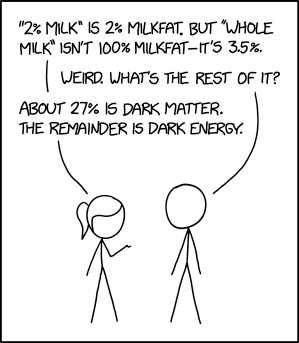 "2% MILK" IS 2% MILKFAT, BUT "WHOLE
MILK" ISN'T 100% MILKFAT—IT'S 3.5%.
WEIRD. WHAT'S THE REST OF IT?
ABOUT 27% IS DARK MATTER.
THE REMAINDER IS DARK ENERGY.